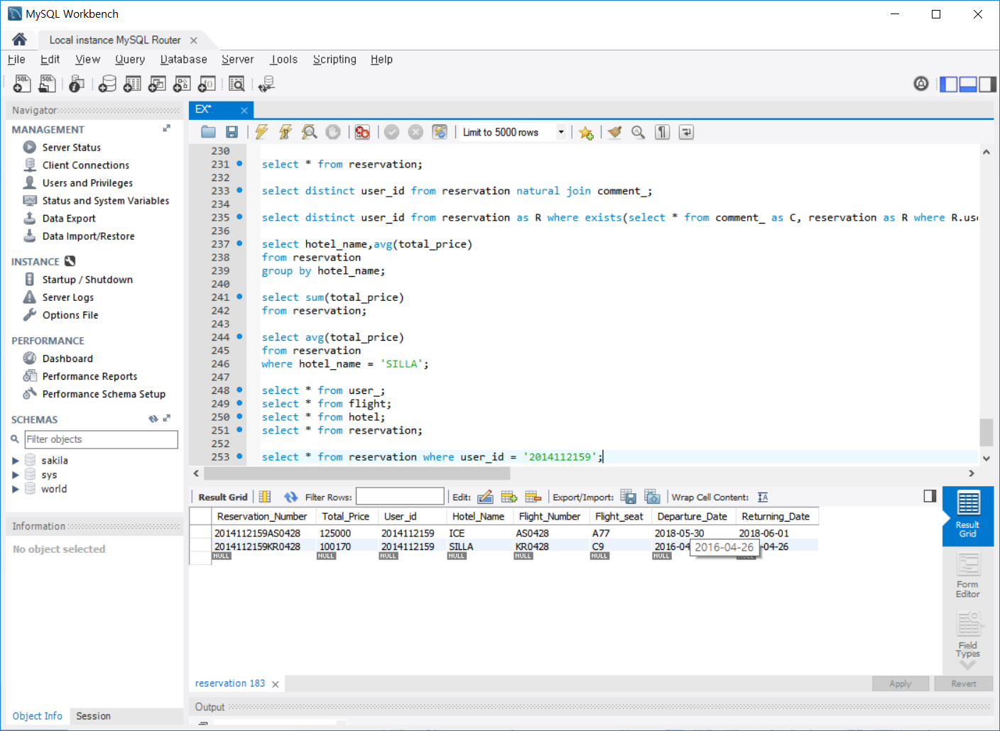 MySQL Workbench
Local instance MySQL Router
File Edit View Query Database Server Tools Scripting Help
SQL SQL
Navigator
MANAGEMENT
Server Status
Client Connections
Users and Privileges
Status and System Variables
Data Export
Data Import/Restore
INSTANCE
Startup / Shutdown
Server Logs
Options File
PERFORMANCE
Dashboard
Performance Reports
Performance Schema Setup
SCHEMAS
Filter objects
sakila
sys
world
Information
No object selected
Object Info Session
EX*
Limit to 5000 rows
230
231 select * from reservation;
232
233 select distinct user_id from reservation natural join comment_;
234
235 select distinct user_id from reservation as R where exists(select * from comment_ as C, reservation as R where R.use
236
237 select hotel_name,avg(total_price)
238 from reservation
239 group by hotel_name;
240
241 select sum(total_price)
242 from reservation;
243
244 select avg(total_price)
245 from reservation
246 where hotel_name = 'SILLA';
247
248 select * from user_;
249 select * from flight;
250 select * from hotel;
251 select * from reservation;
252
253 select * from reservation where user_id = '2014112159';
Result Grid Filter Rows: Edit: Export/Import: Wrap Cell Content:
Reservation_Number Total_Price User_id Hotel_Name Flight_Number Flight_seat Departure_Date Returning_Date
2014112159AS0428 125000 2014112159 ICE AS0428 A77 2018-05-30 2018-06-01
2014112159KR0428 100170 2014112159 SILLA KR0428 C9 2016-04 -04-26
2016-04-26
NULL NULL NULL NULL NULL NULL NULL
Result
Grid
Form
Editor
Field
Types
reservation 183
Apply Revert
Output